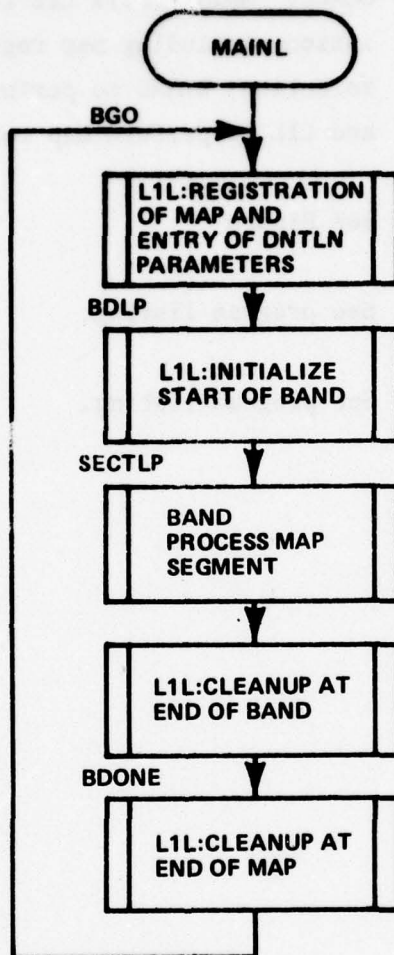 MAINL
BGO
L1L:REGISTRATION
OF MAP AND
ENTRY OF DNTLN
PARAMETERS
BDLP
L1L:INITIALIZE
START OF BAND
SECTLP
BAND
PROCESS MAP
SEGMENT
L1L:CLEANUP AT
END OF BAND
BDONE
L1L:CLEANUP AT
END OF MAP